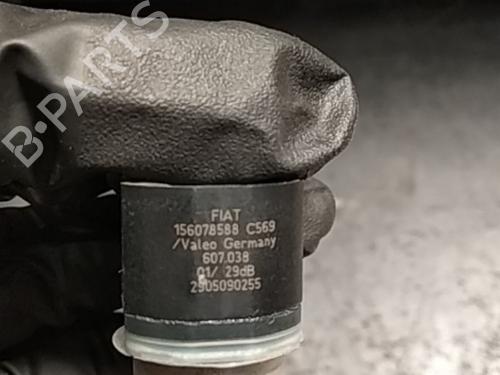 B-PARTS
FIAT
156078588 C569
/Valeo Germany
607.038
01/ 29dB
2905090255